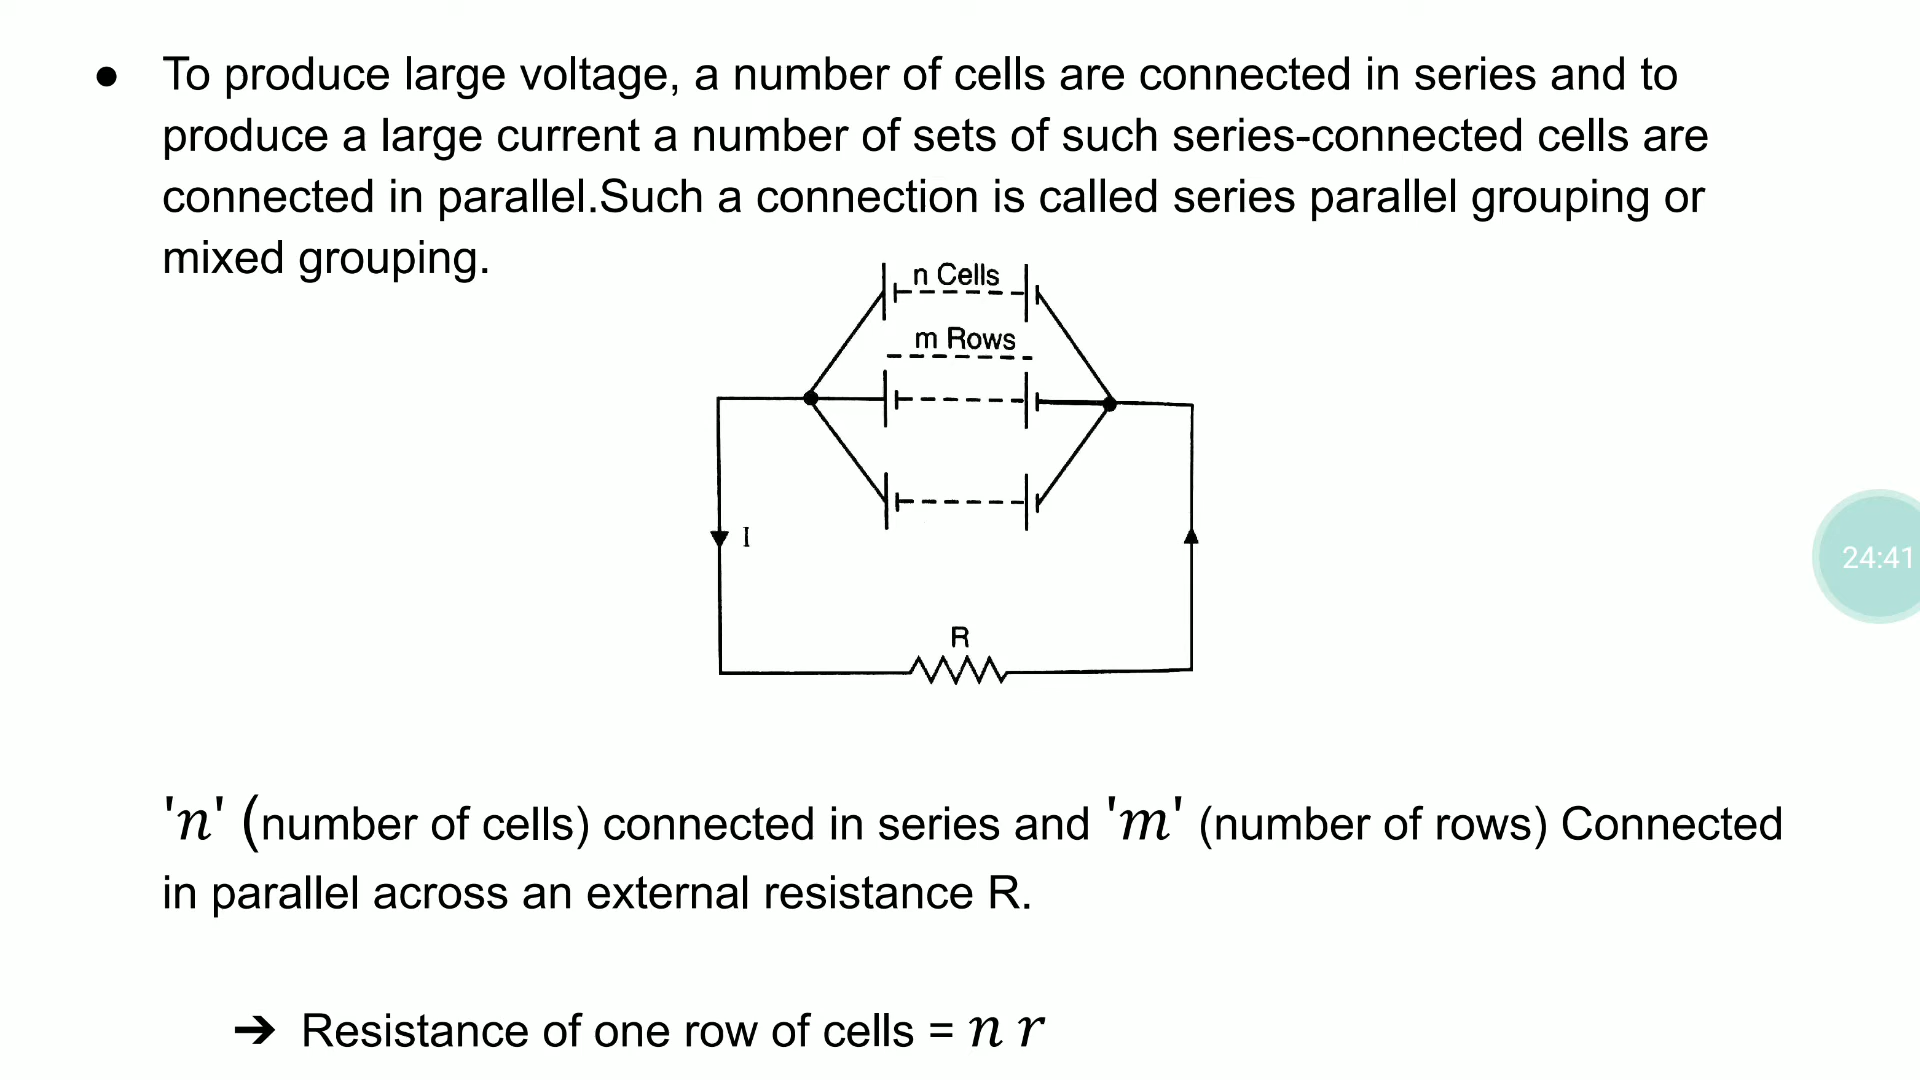 ● To produce large voltage, a number of cells are connected in series and to
produce a large current a number of sets of such series-connected cells are
connected in parallel.Such a connection is called series parallel grouping or
mixed grouping.
n Cells
m Rows
I
24:41
R
'n' (number of cells) connected in series and 'm' (number of rows) Connected
in parallel across an external resistance R.
➔ Resistance of one row of cells = n r